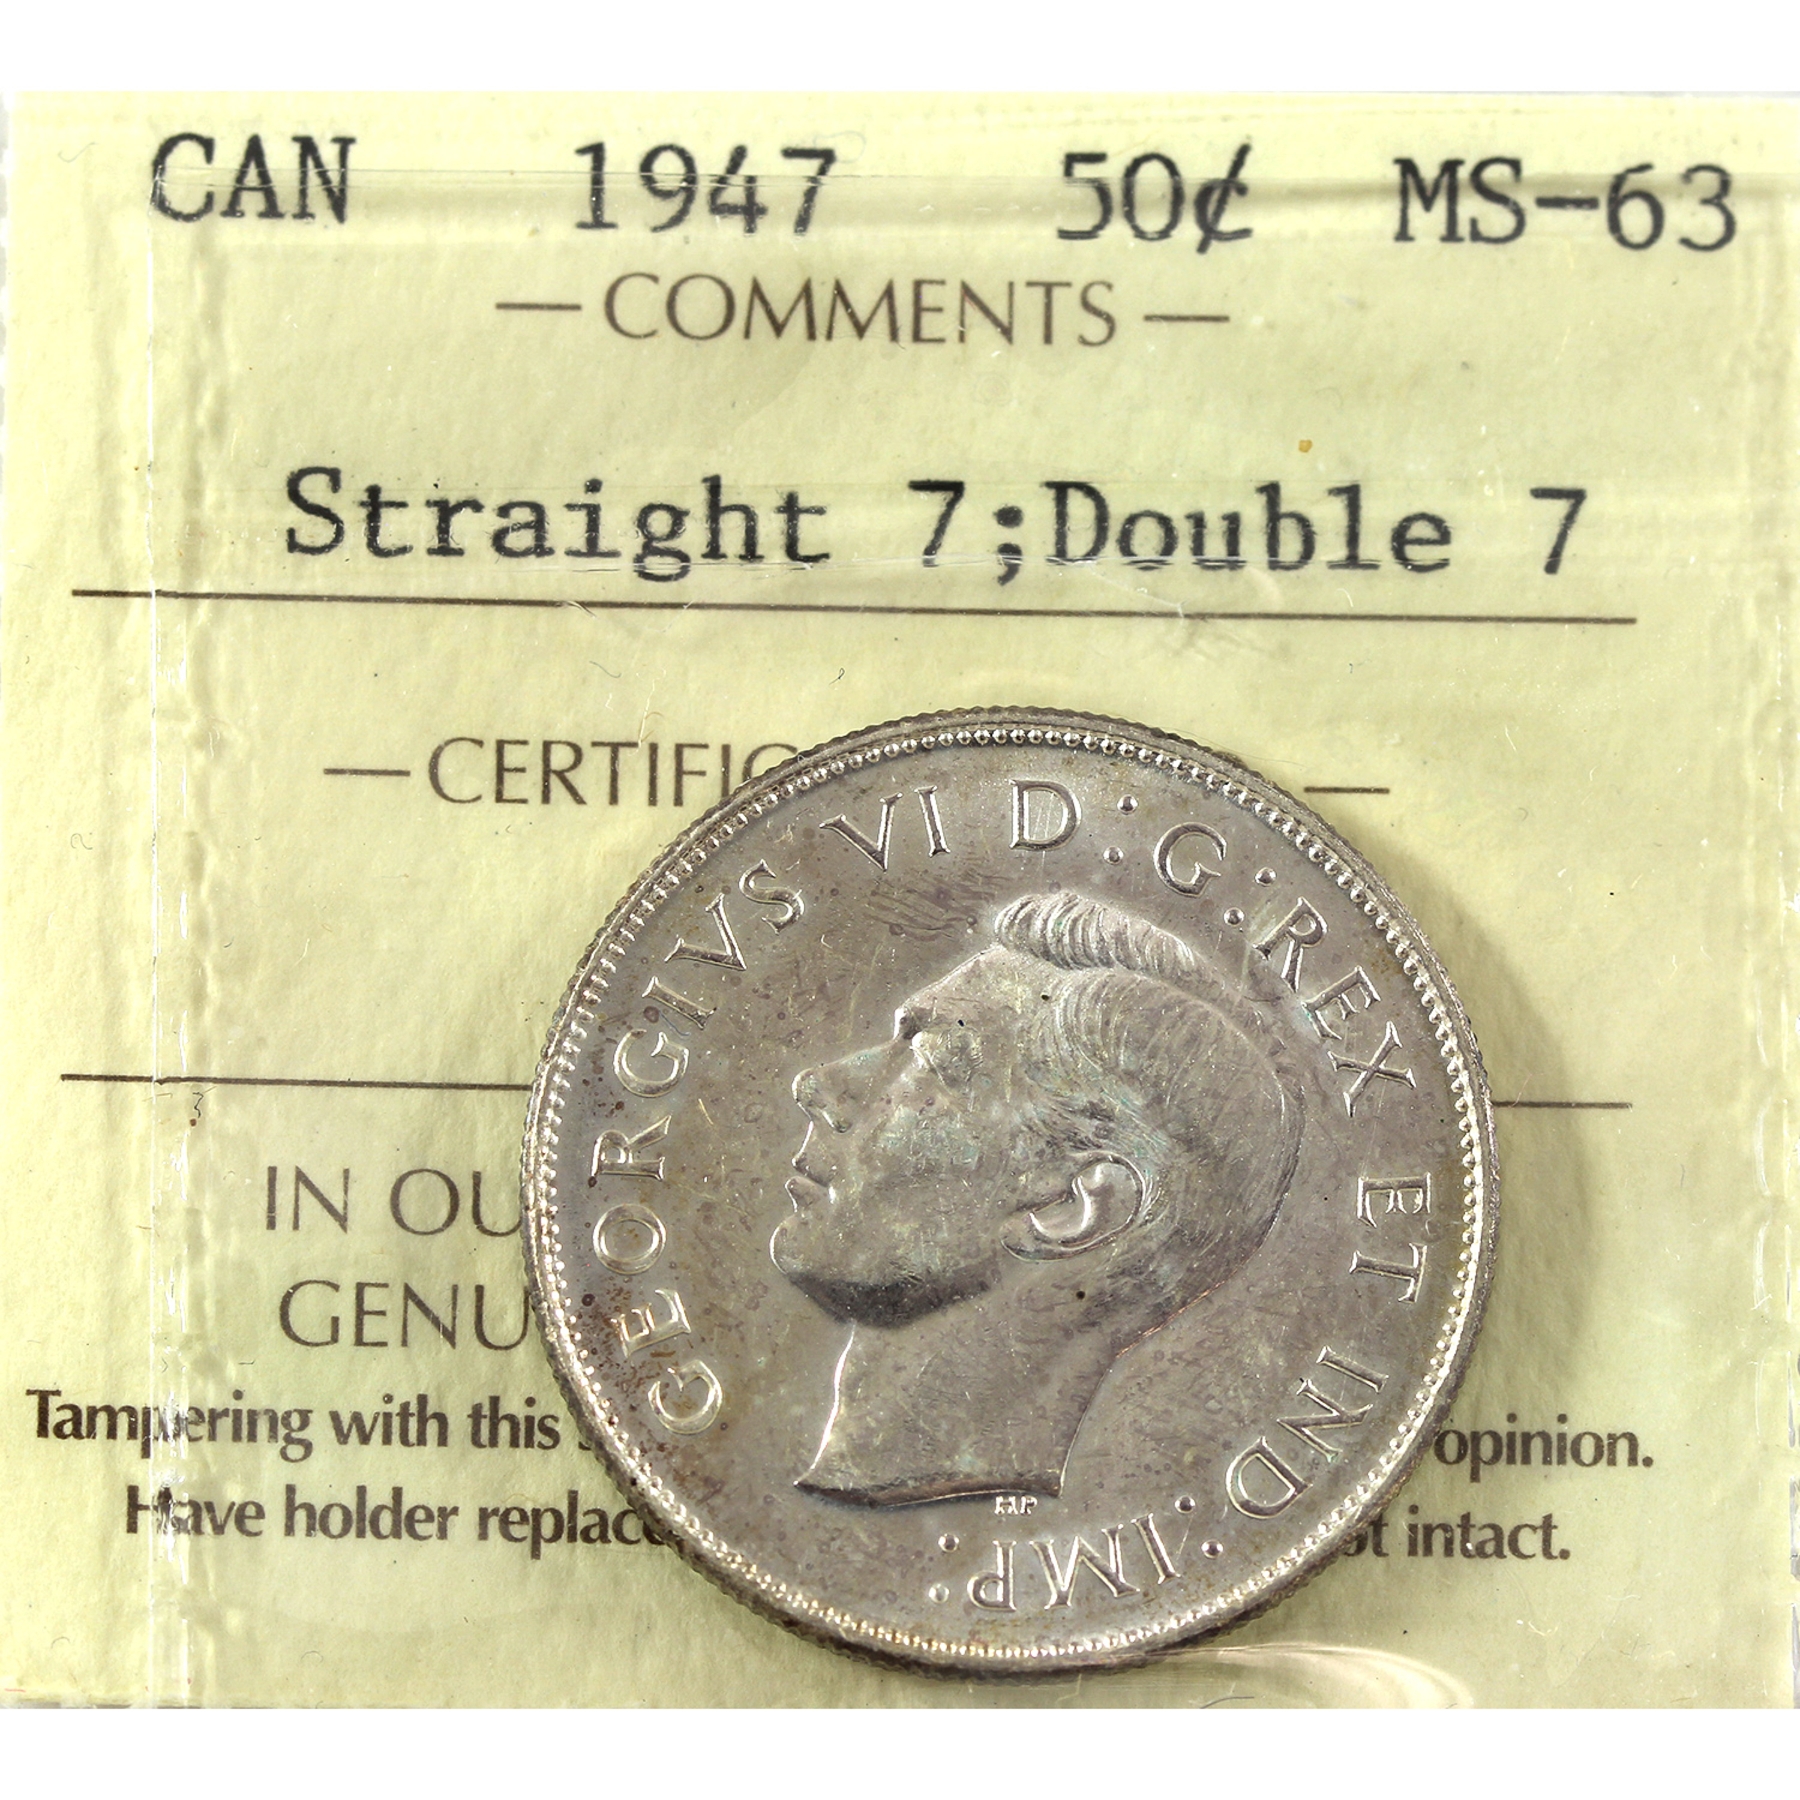 CAN 1947 50¢ MS-63
— COMMENTS —
Straight 7;Double 7
— CERTIFIC —
IN OU
GENU
Tampering with this opinion.
Have holder replac intact.
GEORGIVS VI D:G:REX ET IND:IMP:
HP